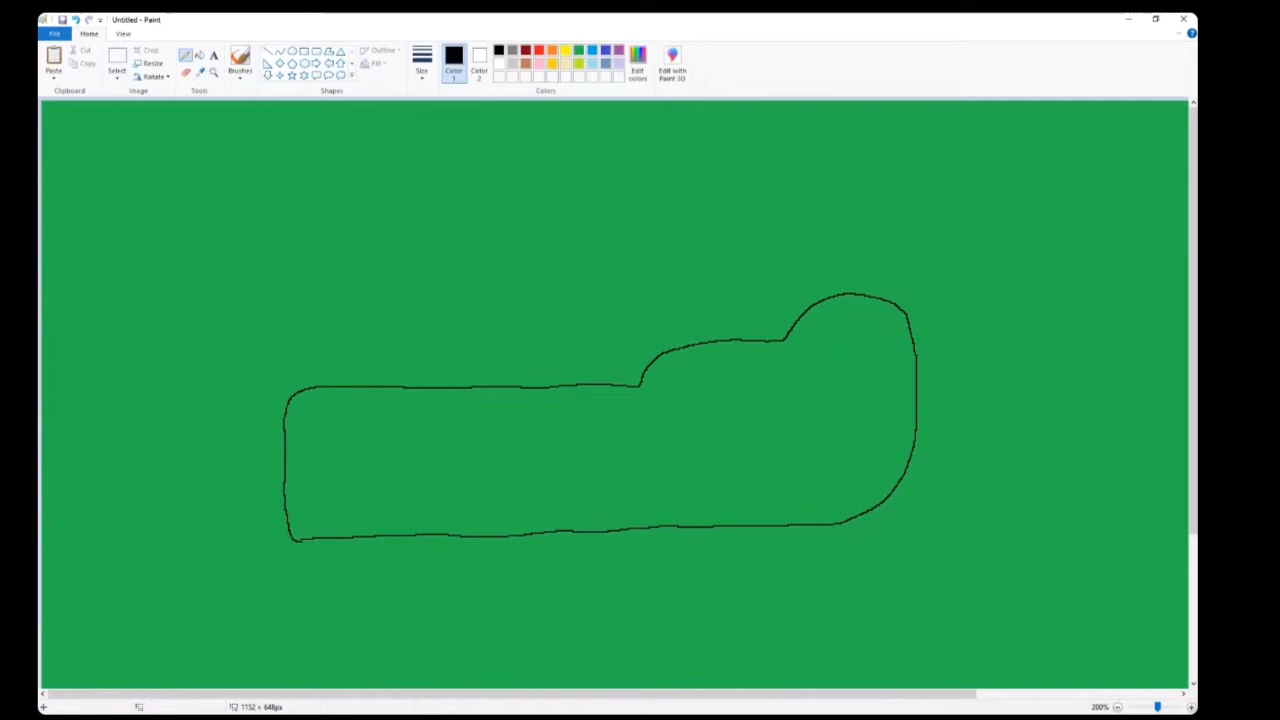 Untitled - Paint
File Home View
Paste Cut Copy Clipboard
Select Crop Resize Rotate Image
A Tools
Brushes
Outline Fill Shapes
Size
Color 1
Color 2
Edit colors
Colors
Edit with Paint 3D
1152 × 648px
200%